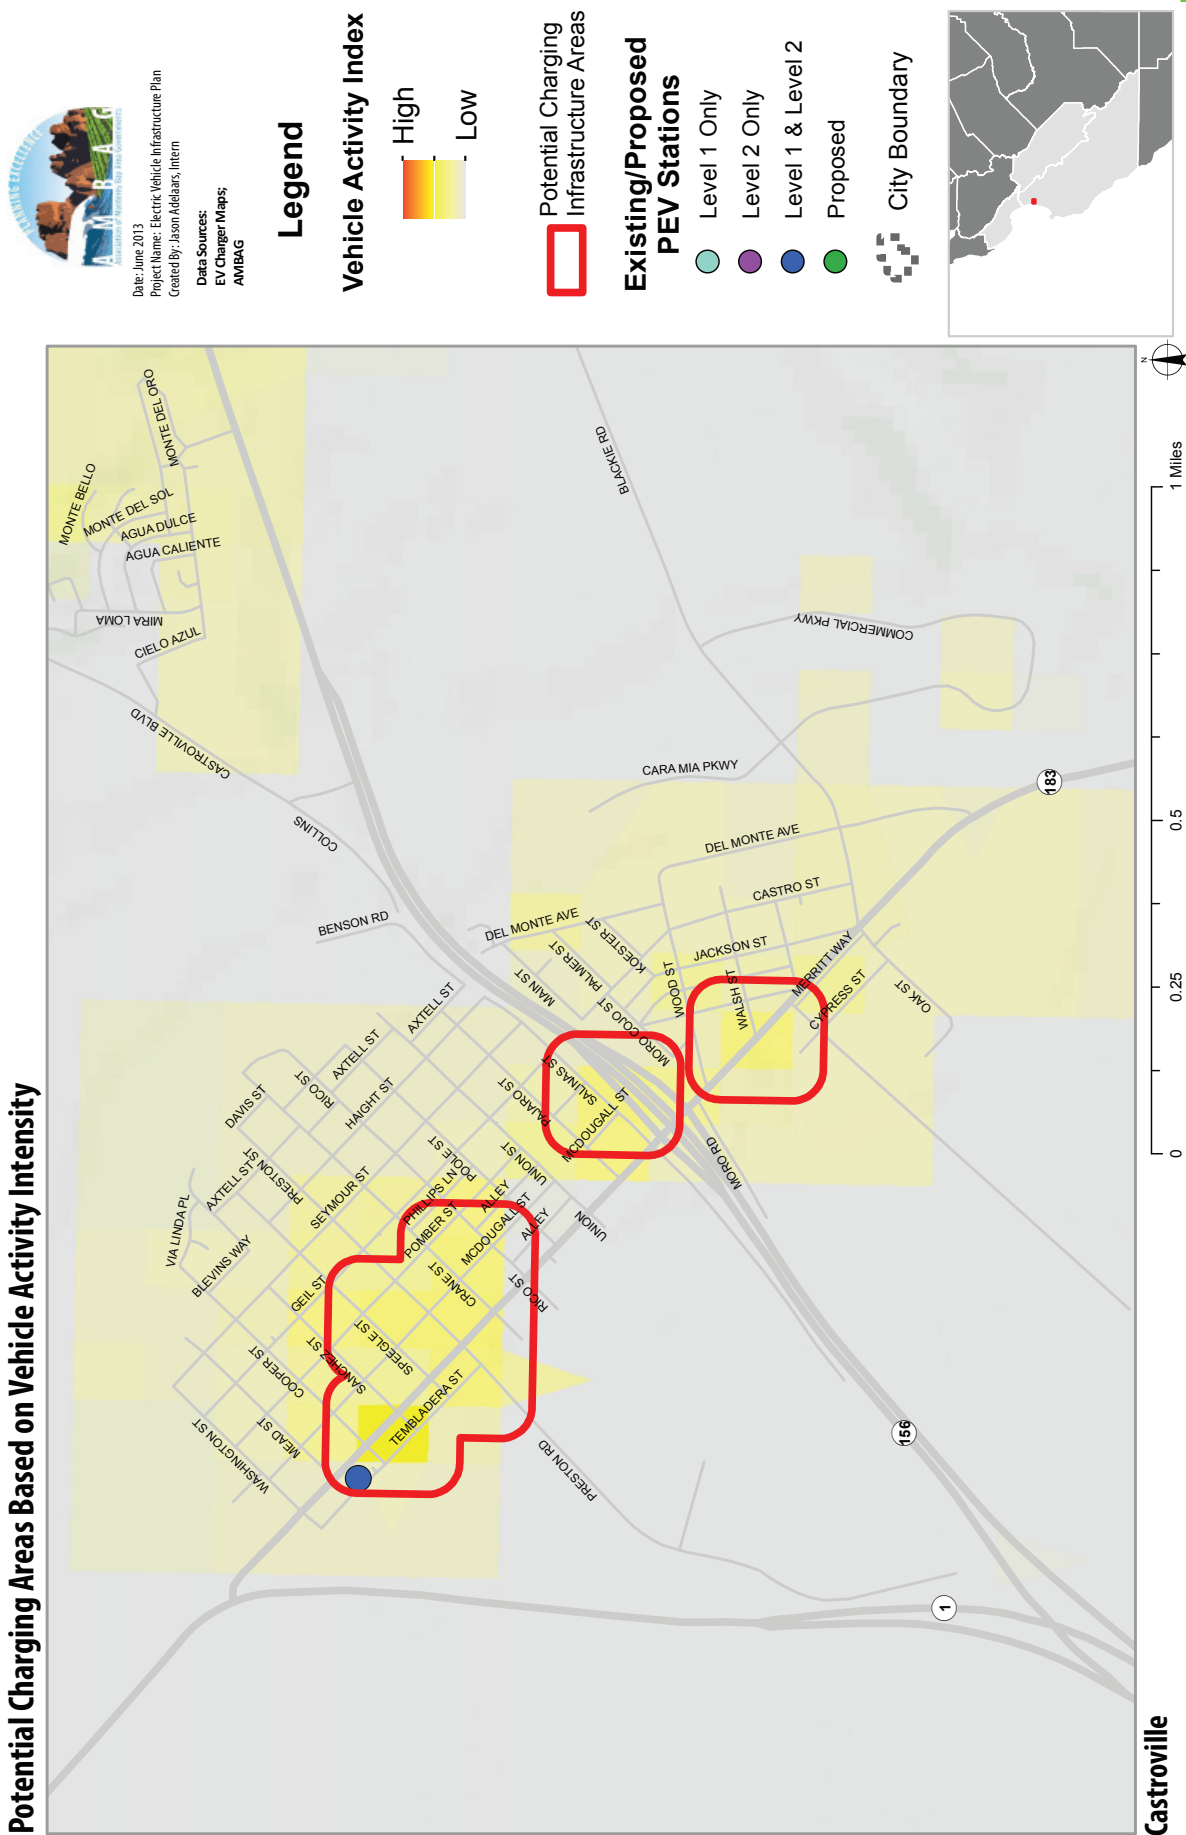 Potential Charging Areas Based on Vehicle Activity Intensity
PLANNING EXCELLENCE
A M B A G
Association of Monterey Bay Area Governments
Date: June 2013
Project Name: Electric Vehicle Infrastructure Plan
Created By: Jason Adelaars, Intern
Data Sources:
EV Charger Maps;
AMBAG
Legend
Vehicle Activity Index
High
Low
Potential Charging
Infrastructure Areas
Existing/Proposed
PEV Stations
Level 1 Only
Level 2 Only
Level 1 & Level 2
Proposed
City Boundary
MONTE BELLO
MONTE DEL ORO
MONTE DEL SOL
AGUA DULCE
AGUA CALIENTE
MIRA LOMA
CIELO AZUL
CASTROVILLE BLVD
COLLINS
BENSON RD
BLACKIE RD
COMMERCIAL PKWY
CARA MIA PKWY
DEL MONTE AVE
DEL MONTE AVE
CASTRO ST
JACKSON ST
KOESTER ST
PALMER ST
MAIN ST
WOOD ST
WALSH ST
MERRITT WAY
CYPRESS ST
OAK ST
MORO COJO ST
SALINAS ST
PAJARO ST
MCDOUGALL ST
MORO RD
AXTELL ST
AXTELL ST
RICO ST
HAIGHT ST
DAVIS ST
PRESTON ST
AXTELL ST
VIA LINDA PL
BLEVINS WAY
SEYMOUR ST
POOLE ST
UNION ST
PHILLIPS LN
POMBER ST
ALLEY
MCDOUGALL ST
ALLEY
UNION
CRANE ST
RICO ST
GEIL ST
SPEEGLE ST
SANCHEZ ST
COOPER ST
MEAD ST
WASHINGTON ST
TEMBLADERA ST
PRESTON RD
183
156
1
N
0
0.25
0.5
1 Miles
Castroville